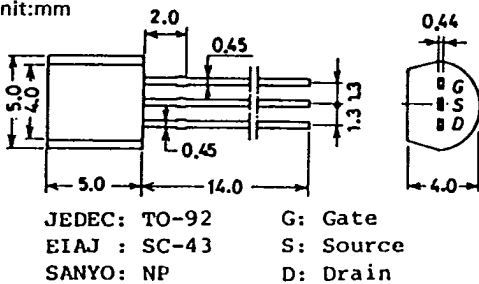 nit:mm
2.0
0.45
0.44
5.0
4.0
1.3
1.3
G
S
D
0.45
5.0
14.0
4.0
JEDEC: TO-92 G: Gate
EIAJ : SC-43 S: Source
SANYO: NP D: Drain